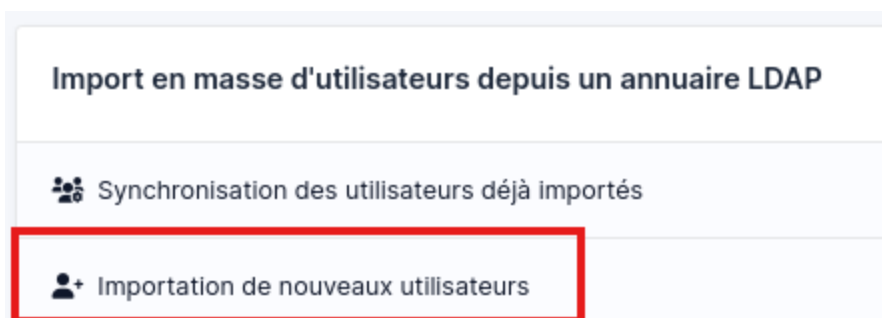 Import en masse d'utilisateurs depuis un annuaire LDAP
Synchronisation des utilisateurs déjà importés
Importation de nouveaux utilisateurs